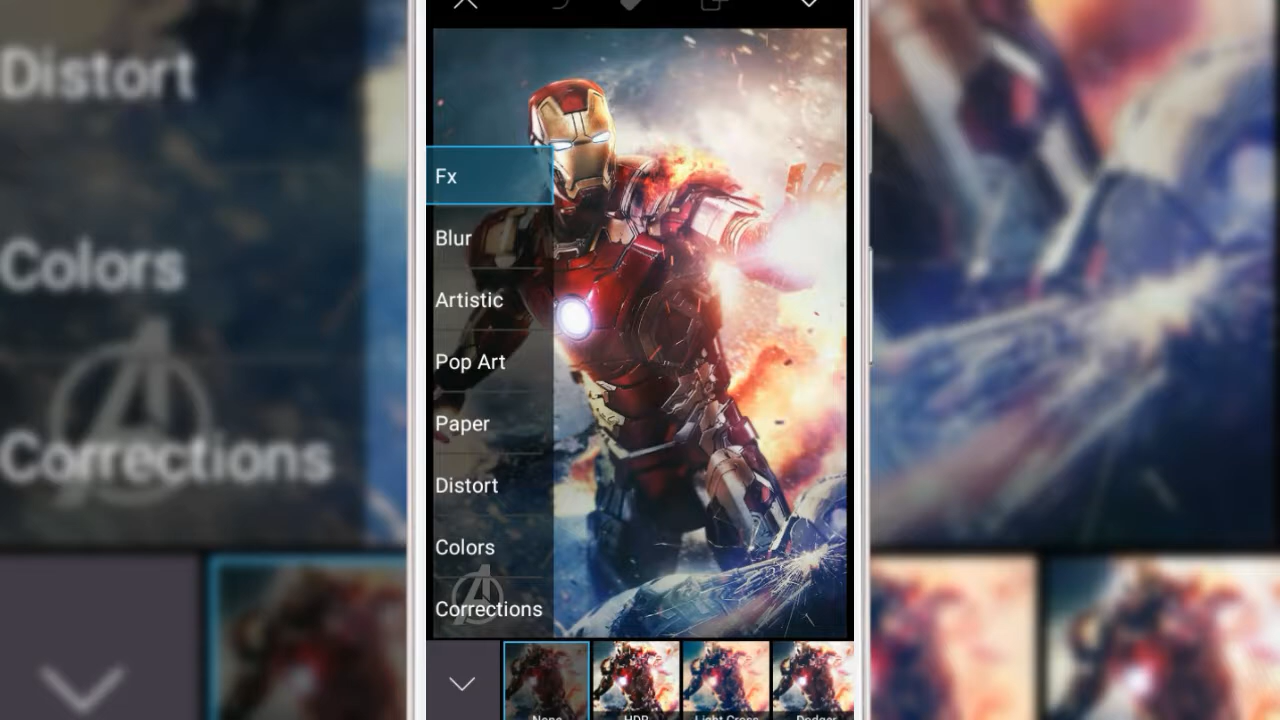 Distort
Colors
Corrections
Fx
Blur
Artistic
Pop Art
Paper
Distort
Colors
Corrections
None
HDR
Light Cross
Dodger